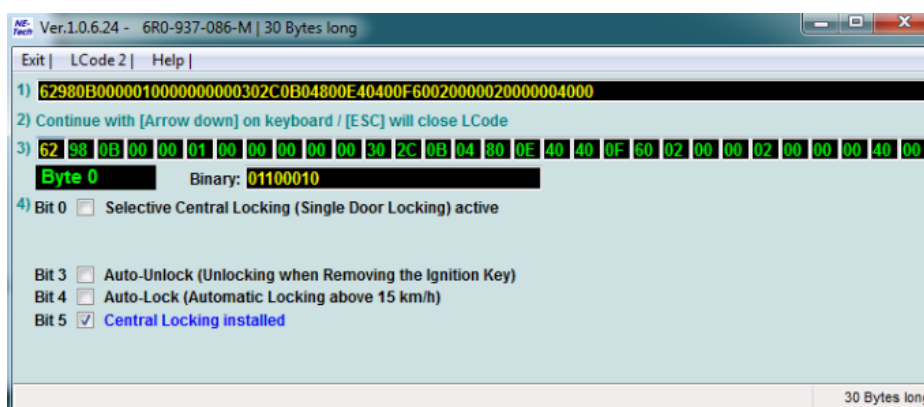 NE-Tech Ver.1.0.6.24 - 6R0-937-086-M | 30 Bytes long
Exit | LCode 2 | Help |
1) 62980B0000010000000000302C0B04800E40400F60020000020000004000
2) Continue with [Arrow down] on keyboard / [ESC] will close LCode
3) 62 98 0B 00 00 01 00 00 00 00 00 30 2C 0B 04 80 0E 40 40 0F 60 02 00 00 02 00 00 00 40 00
Byte 0 Binary: 01100010
4) Bit 0 Selective Central Locking (Single Door Locking) active
Bit 3 Auto-Unlock (Unlocking when Removing the Ignition Key)
Bit 4 Auto-Lock (Automatic Locking above 15 km/h)
Bit 5 Central Locking installed
30 Bytes long